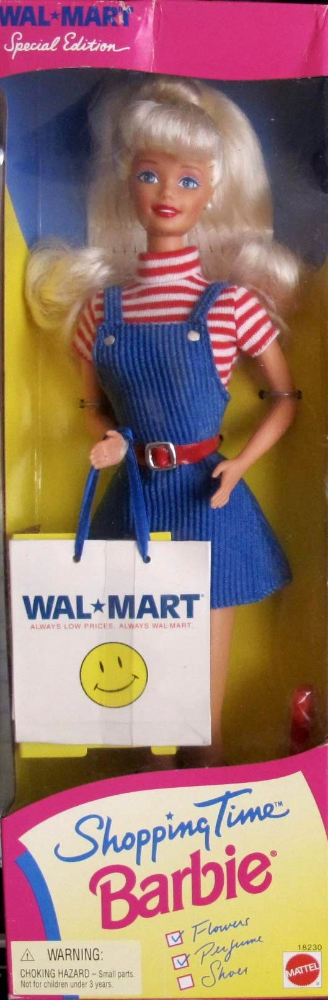 WAL★MART
Special Edition
WAL★MART®
ALWAYS LOW PRICES. ALWAYS WAL-MART.
Shopping Time™
Barbie®
☑ Flowers
☑ Perfume
☐ Shoes
⚠ WARNING:
CHOKING HAZARD – Small parts.
Not for children under 3 years.
18230
MATTEL®